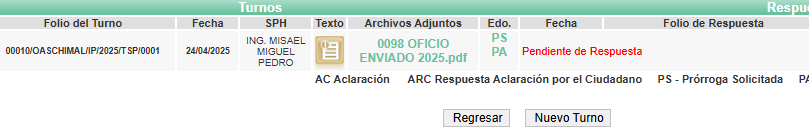 Turnos Respue
Folio del Turno Fecha SPH Texto Archivos Adjuntos Edo. Fecha Folio de Respuesta
00010/OASCHIMAL/IP/2025/TSP/0001 24/04/2025 ING. MISAEL MIGUEL PEDRO 0098 OFICIO ENVIADO 2025.pdf PS PA Pendiente de Respuesta
AC Aclaración ARC Respuesta Aclaración por el Ciudadano PS - Prórroga Solicitada PA
Regresar Nuevo Turno